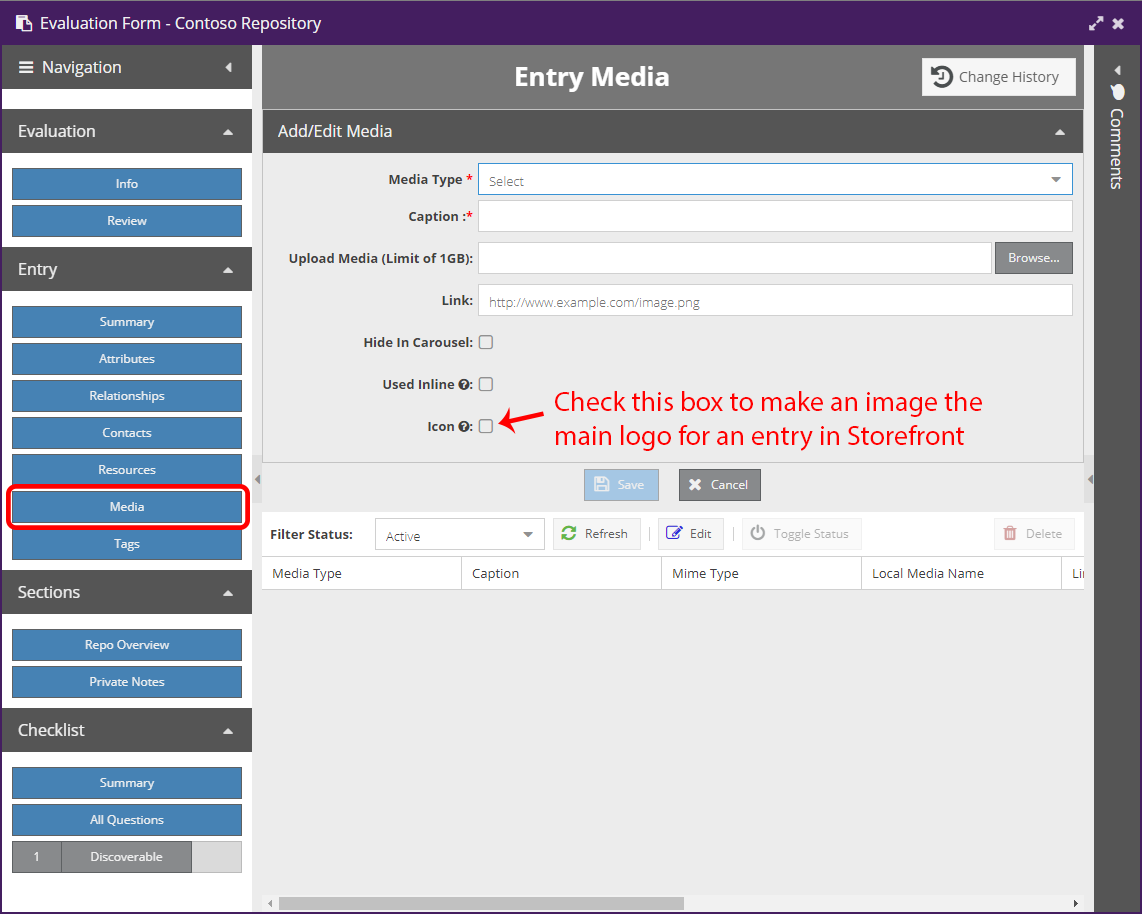 Evaluation Form - Contoso Repository
Navigation
Evaluation
Info
Review
Entry
Summary
Attributes
Relationships
Contacts
Resources
Media
Tags
Sections
Repo Overview
Private Notes
Checklist
Summary
All Questions
1 Discoverable
Entry Media
Change History
Add/Edit Media
Media Type * Select
Caption :*
Upload Media (Limit of 1GB): Browse...
Link: http://www.example.com/image.png
Hide In Carousel:
Used Inline ?:
Icon ?:
Check this box to make an image the
main logo for an entry in Storefront
Save Cancel
Filter Status: Active Refresh Edit Toggle Status Delete
Media Type Caption Mime Type Local Media Name
Comments